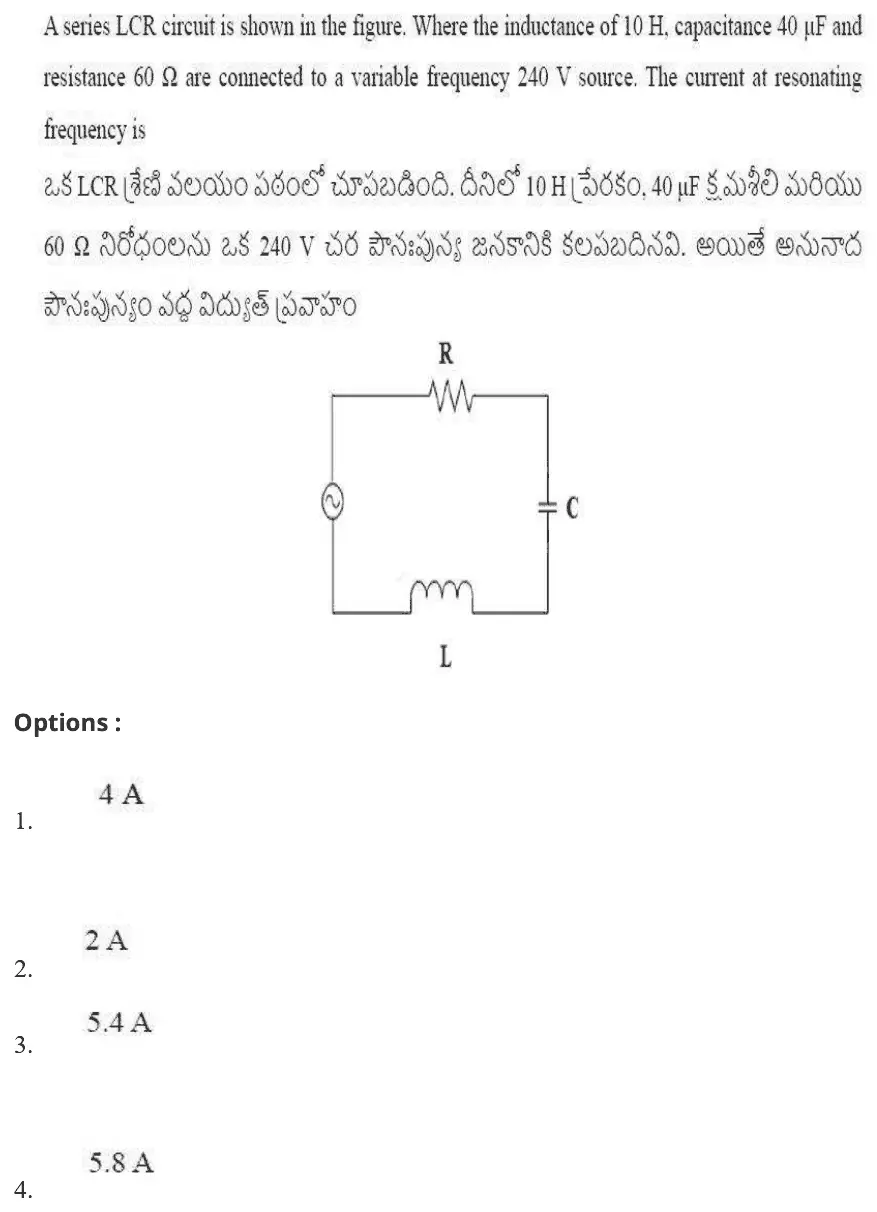 A series LCR circuit is shown in the figure. Where the inductance of 10 H, capacitance 40 μF and
resistance 60 Ω are connected to a variable frequency 240 V source. The current at resonating
frequency is
ఒక LCR శ్రేణి వలయం పఠంలో చూపబడింది. దీనిలో 10 H ప్రేరకం, 40 μF క్షమశీలి మరియు
60 Ω నిరోధంలను ఒక 240 V చర పౌనఃపున్య జనకానికి కలపబదినవి. అయితే అనునాద
పౌనఃపున్యం వద్ద విద్యుత్ ప్రవాహం
R
C
L
Options :
1. 4 A
2. 2 A
3. 5.4 A
4. 5.8 A